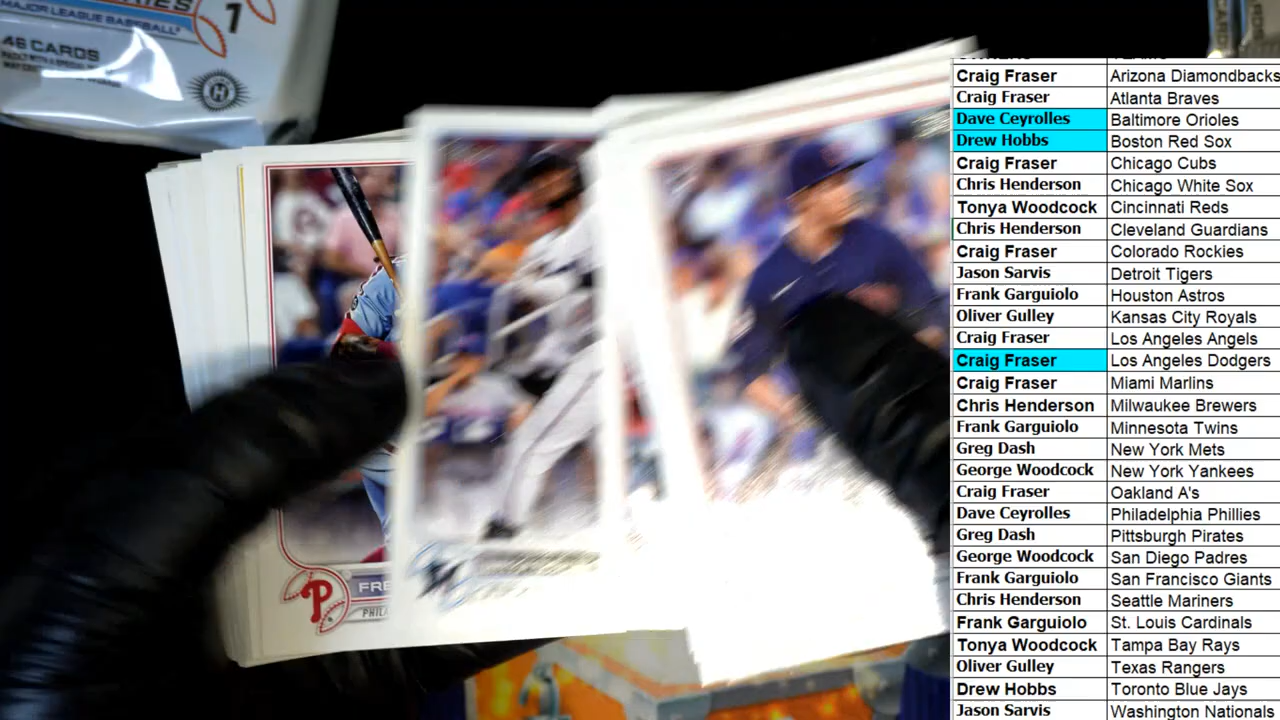 1
MAJOR LEAGUE BASEBALL
46 CARDS
Craig Fraser Arizona Diamondbacks
Craig Fraser Atlanta Braves
Dave Ceyrolles Baltimore Orioles
Drew Hobbs Boston Red Sox
Craig Fraser Chicago Cubs
Chris Henderson Chicago White Sox
Tonya Woodcock Cincinnati Reds
Chris Henderson Cleveland Guardians
Craig Fraser Colorado Rockies
Jason Sarvis Detroit Tigers
Frank Garguiolo Houston Astros
Oliver Gulley Kansas City Royals
Craig Fraser Los Angeles Angels
Craig Fraser Los Angeles Dodgers
Craig Fraser Miami Marlins
Chris Henderson Milwaukee Brewers
Frank Garguiolo Minnesota Twins
Greg Dash New York Mets
George Woodcock New York Yankees
Craig Fraser Oakland A's
Dave Ceyrolles Philadelphia Phillies
Greg Dash Pittsburgh Pirates
George Woodcock San Diego Padres
Frank Garguiolo San Francisco Giants
Chris Henderson Seattle Mariners
Frank Garguiolo St. Louis Cardinals
Tonya Woodcock Tampa Bay Rays
Oliver Gulley Texas Rangers
Drew Hobbs Toronto Blue Jays
Jason Sarvis Washington Nationals
P FRE
PHILA